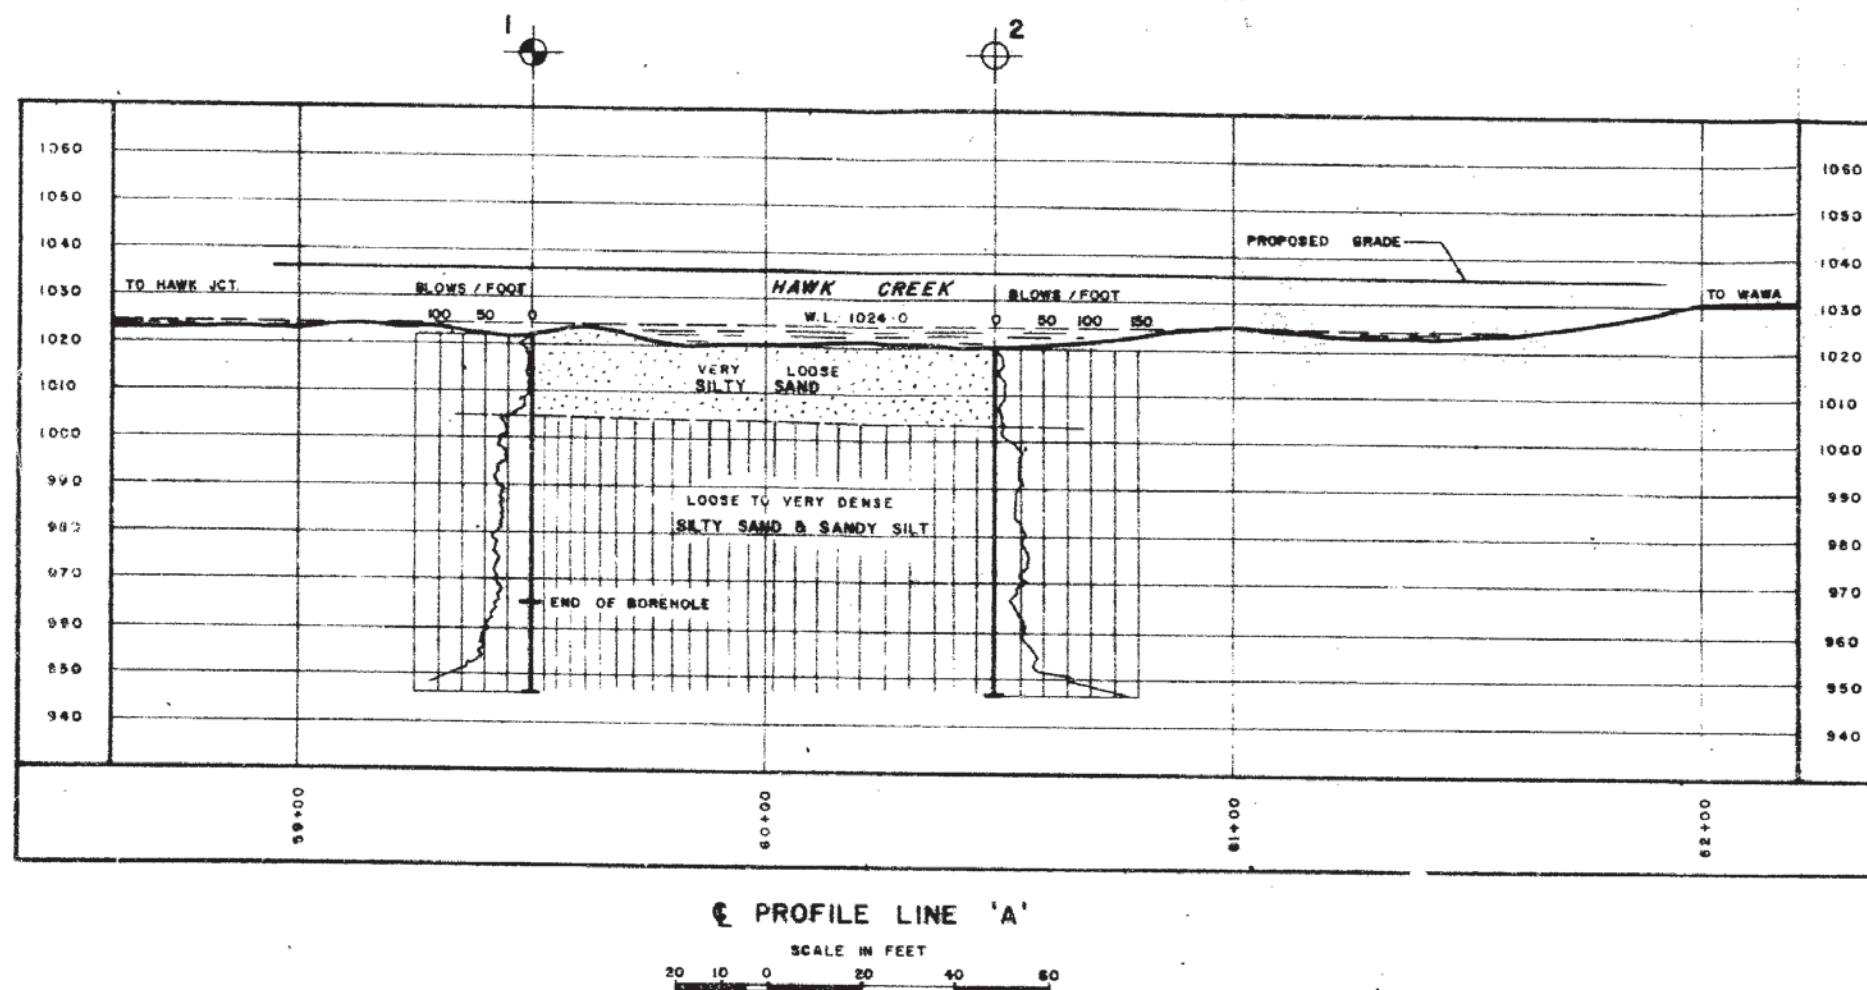 1
2
1060
1050
1040
1030
1020
1010
1000
990
980
970
960
950
940
1060
1050
1040
1030
1020
1010
1000
990
980
970
960
950
940
PROPOSED GRADE
TO HAWK JCT.
BLOWS / FOOT
HAWK CREEK
BLOWS / FOOT
TO WAWA
100 50 0
W.L. 1024.0
0 50 100 150
VERY LOOSE
SILTY SAND
LOOSE TO VERY DENSE
SILTY SAND & SANDY SILT
END OF BOREHOLE
59+00
60+00
61+00
62+00
℄ PROFILE LINE 'A'
SCALE IN FEET
20 10 0 20 40 60